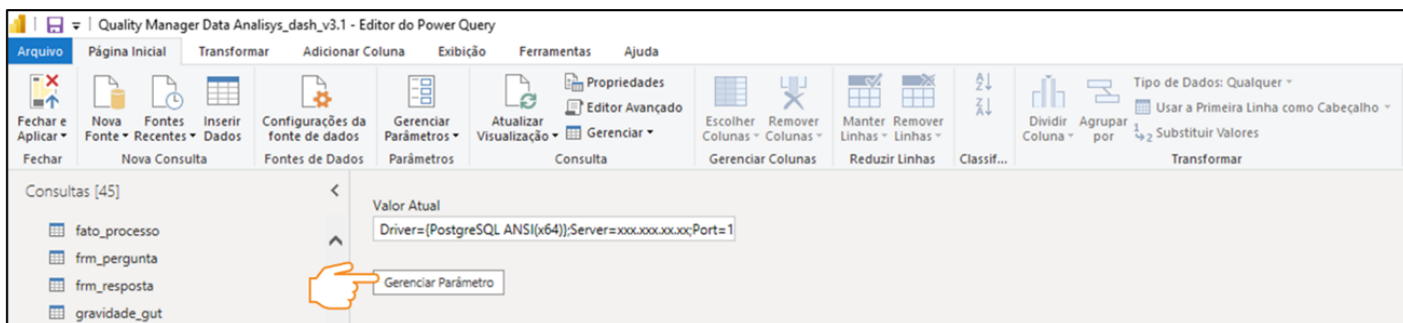 Quality Manager Data Analisys_dash_v3.1 - Editor do Power Query
Arquivo Página Inicial Transformar Adicionar Coluna Exibição Ferramentas Ajuda
Fechar e Aplicar
Nova Fonte
Fontes Recentes
Inserir Dados
Configurações da fonte de dados
Gerenciar Parâmetros
Atualizar Visualização
Propriedades
Editor Avançado
Gerenciar
Escolher Colunas
Remover Colunas
Manter Linhas
Remover Linhas
A
Z
Z
A
Dividir Coluna
Agrupar por
Tipo de Dados: Qualquer
Usar a Primeira Linha como Cabeçalho
1
2 Substituir Valores
Fechar Nova Consulta Fontes de Dados Parâmetros Consulta Gerenciar Colunas Reduzir Linhas Classif... Transformar
Consultas [45]
fato_processo
frm_pergunta
frm_resposta
gravidade_gut
Valor Atual
Driver={PostgreSQL ANSI(x64)};Server=xxx.xxx.xx.xx;Port=1
Gerenciar Parâmetro